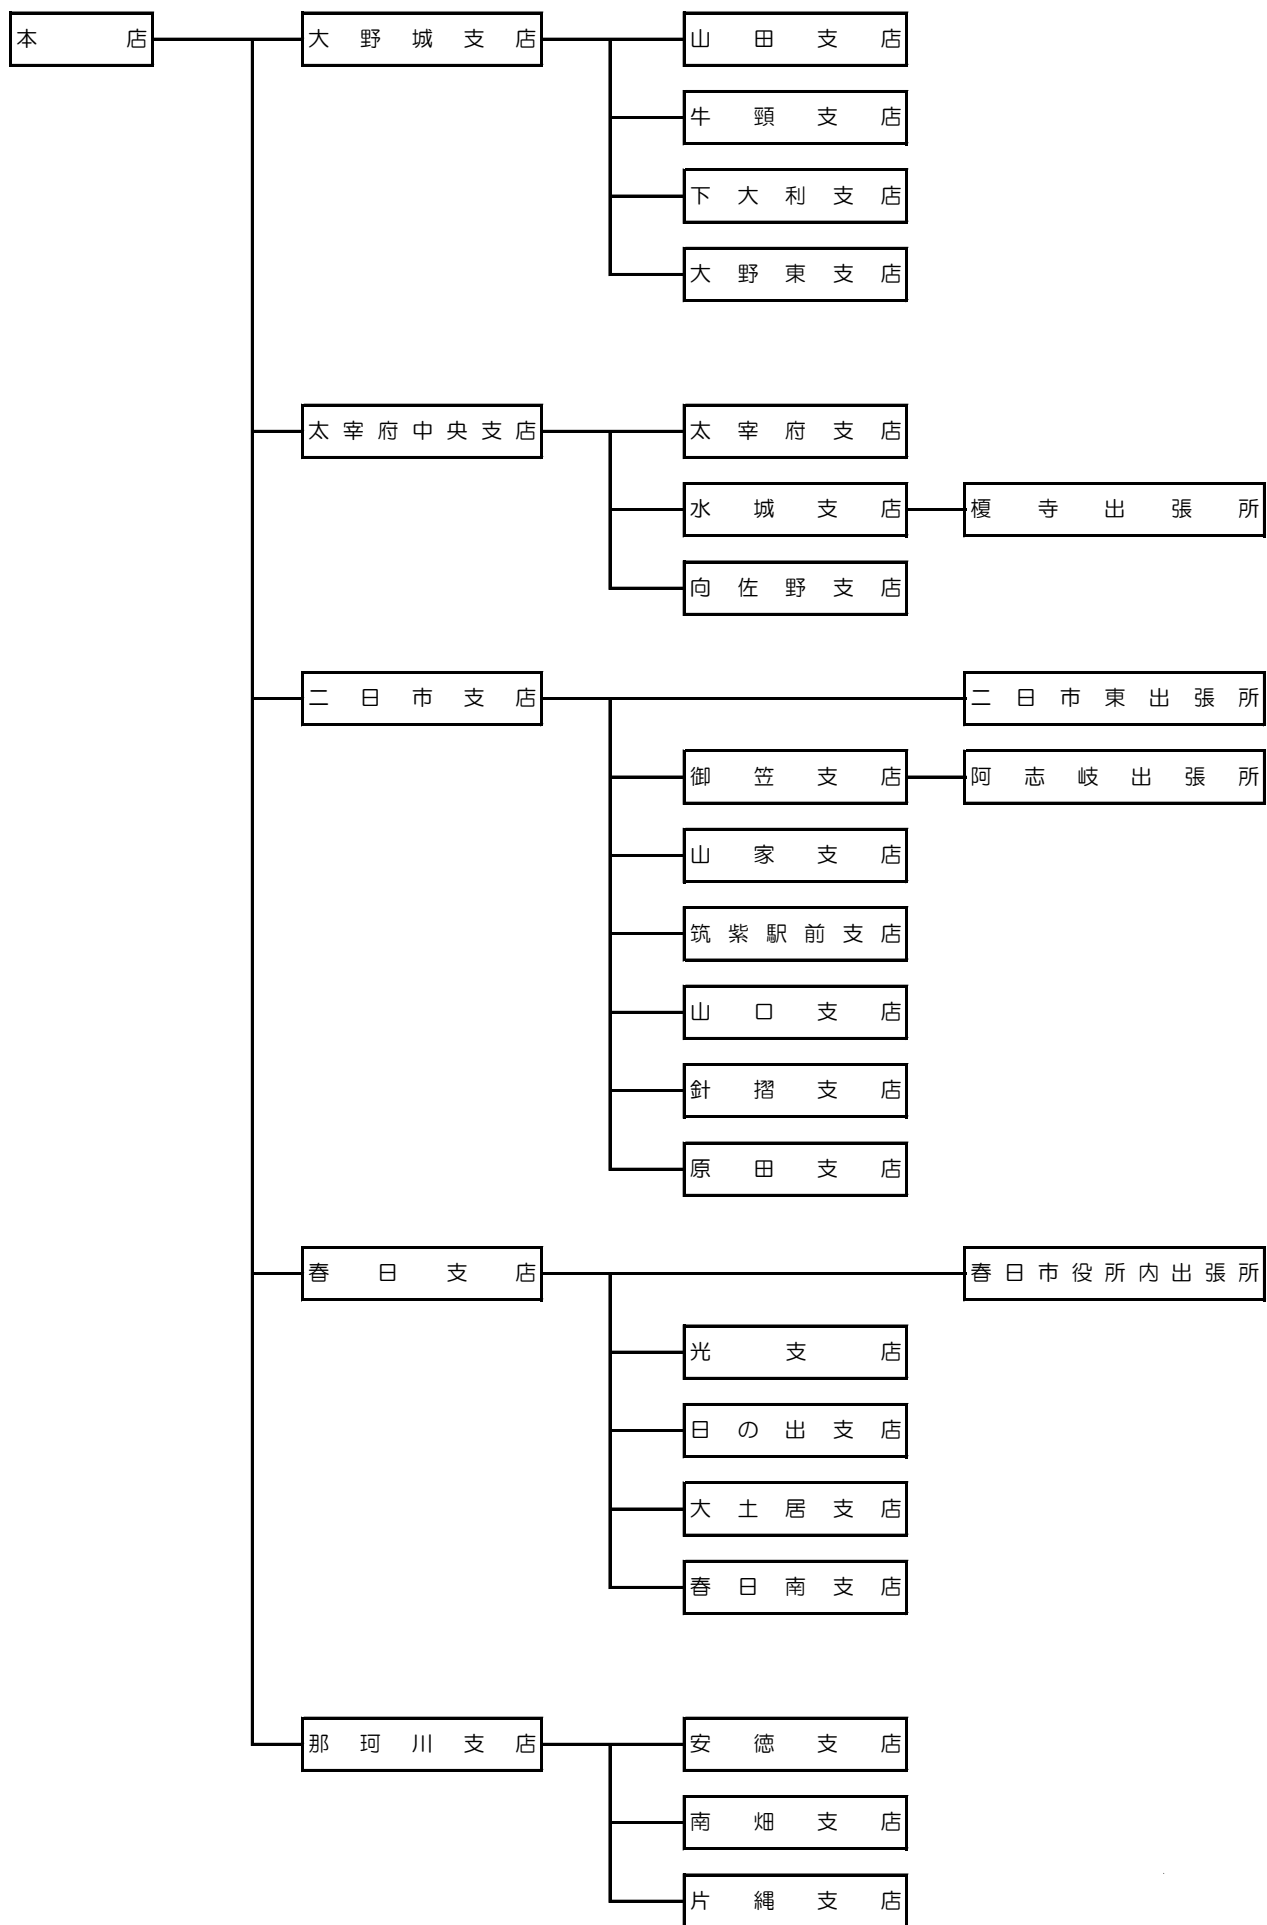 本店 大野城支店 山田支店
牛頸支店
下大利支店
大野東支店
太宰府中央支店 太宰府支店
水城支店 榎寺出張所
向佐野支店
二日市支店 二日市東出張所
御笠支店 阿志岐出張所
山家支店
筑紫駅前支店
山口支店
針摺支店
原田支店
春日支店 春日市役所内出張所
光支店
日の出支店
大土居支店
春日南支店
那珂川支店 安徳支店
南畑支店
片縄支店